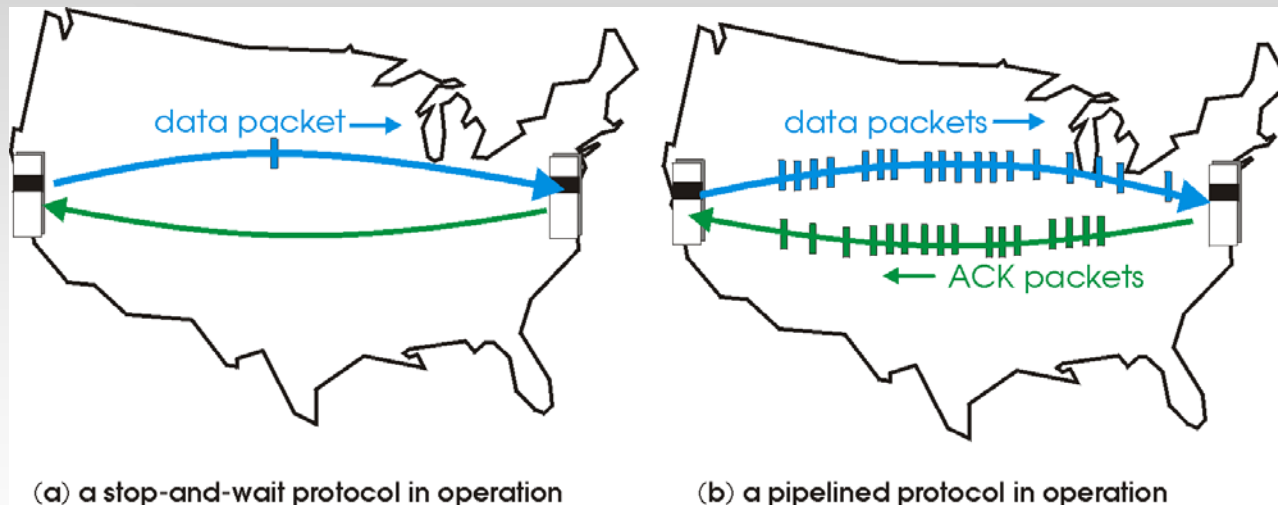 data packet
data packets
ACK packets
(a) a stop-and-wait protocol in operation
(b) a pipelined protocol in operation